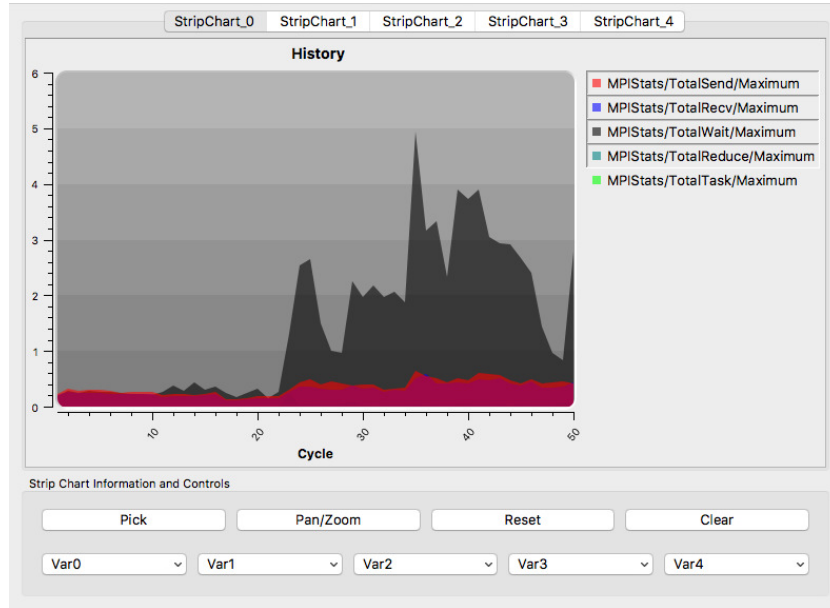 StripChart_0 StripChart_1 StripChart_2 StripChart_3 StripChart_4
History
6
5
4
3
2
1
0
10 20 30 40 50
Cycle
MPIStats/TotalSend/Maximum
MPIStats/TotalRecv/Maximum
MPIStats/TotalWait/Maximum
MPIStats/TotalReduce/Maximum
MPIStats/TotalTask/Maximum
Strip Chart Information and Controls
Pick Pan/Zoom Reset Clear
Var0 Var1 Var2 Var3 Var4